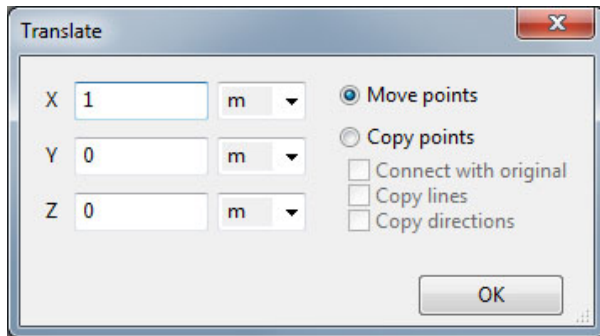 Translate
X 1 m Move points
Copy points
Y 0 m Connect with original
Copy lines
Z 0 m Copy directions
OK